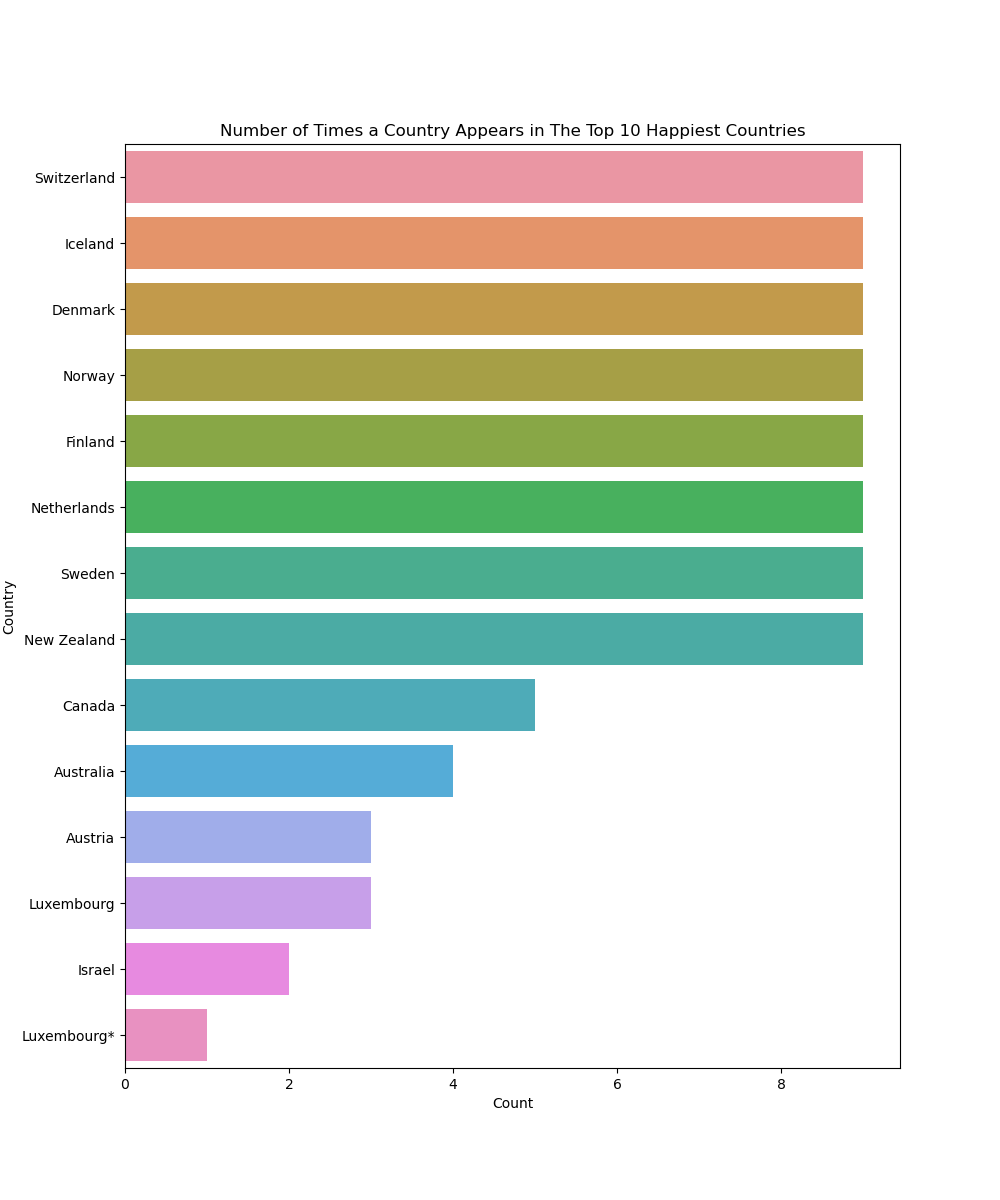 Number of Times a Country Appears in The Top 10 Happiest Countries
Switzerland
Iceland
Denmark
Norway
Finland
Netherlands
Sweden
New Zealand
Canada
Australia
Austria
Luxembourg
Israel
Luxembourg*
Country
0 2 4 6 8
Count